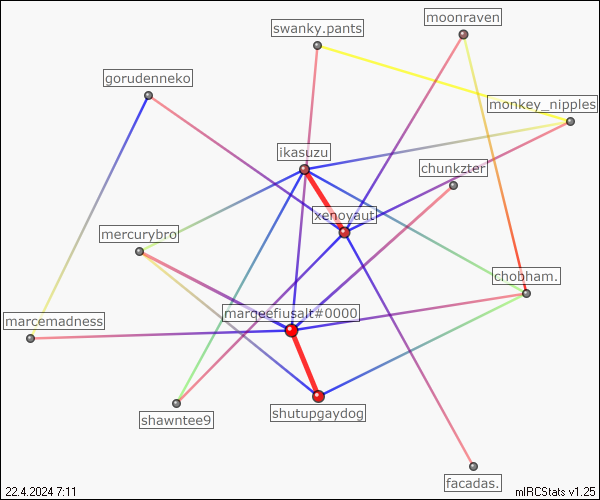 moonraven
swanky.pants
gorudenneko
monkey_nipples
ikasuzu
chunkzter
xenoyaut
mercurybro
chobham.
marqeefiusalt#0000
marcemadness
shutupgaydog
shawntee9
facadas.
22.4.2024 7:11
mIRCStats v1.25